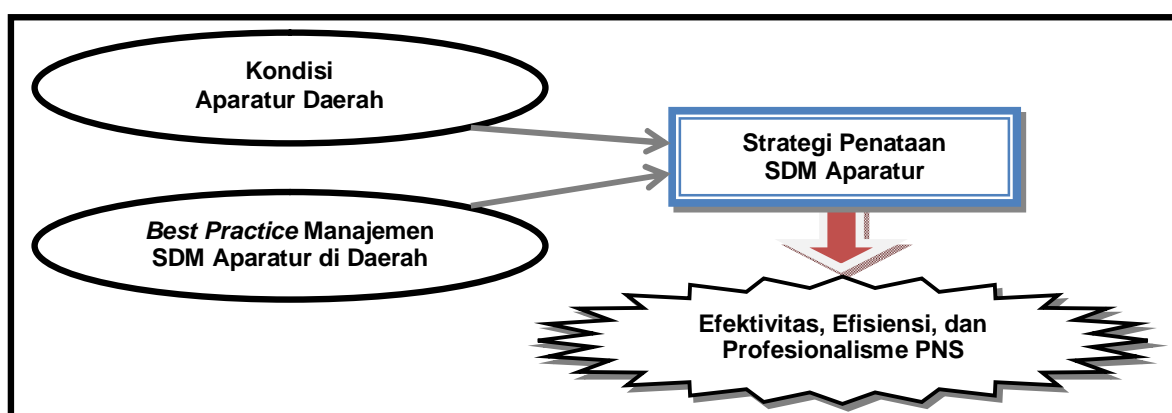 Kondisi
Aparatur Daerah
Strategi Penataan
SDM Aparatur
Best Practice Manajemen
SDM Aparatur di Daerah
Efektivitas, Efisiensi, dan
Profesionalisme PNS